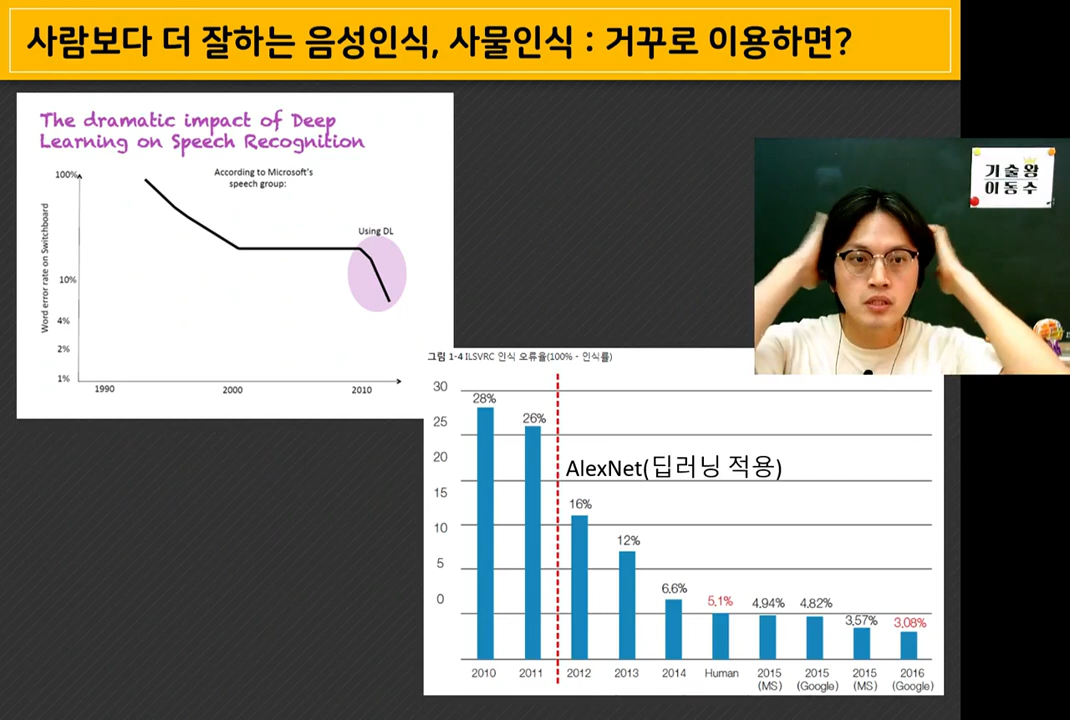 사람보다 더 잘하는 음성인식, 사물인식 : 거꾸로 이용하면?
The dramatic impact of Deep
Learning on Speech Recognition
According to Microsoft's
speech group:
Using DL
Word error rate on Switchboard
100%
10%
4%
2%
1%
1990
2000
2010
기술왕
이동수
그림 1-4 ILSVRC 인식 오류율(100% - 인식률)
30
25
20
15
10
5
0
28%
26%
AlexNet(딥러닝 적용)
16%
12%
6.6%
5.1%
4.94%
4.82%
3.57%
3.08%
2010
2011
2012
2013
2014
Human
2015
(MS)
2015
(Google)
2015
(MS)
2016
(Google)